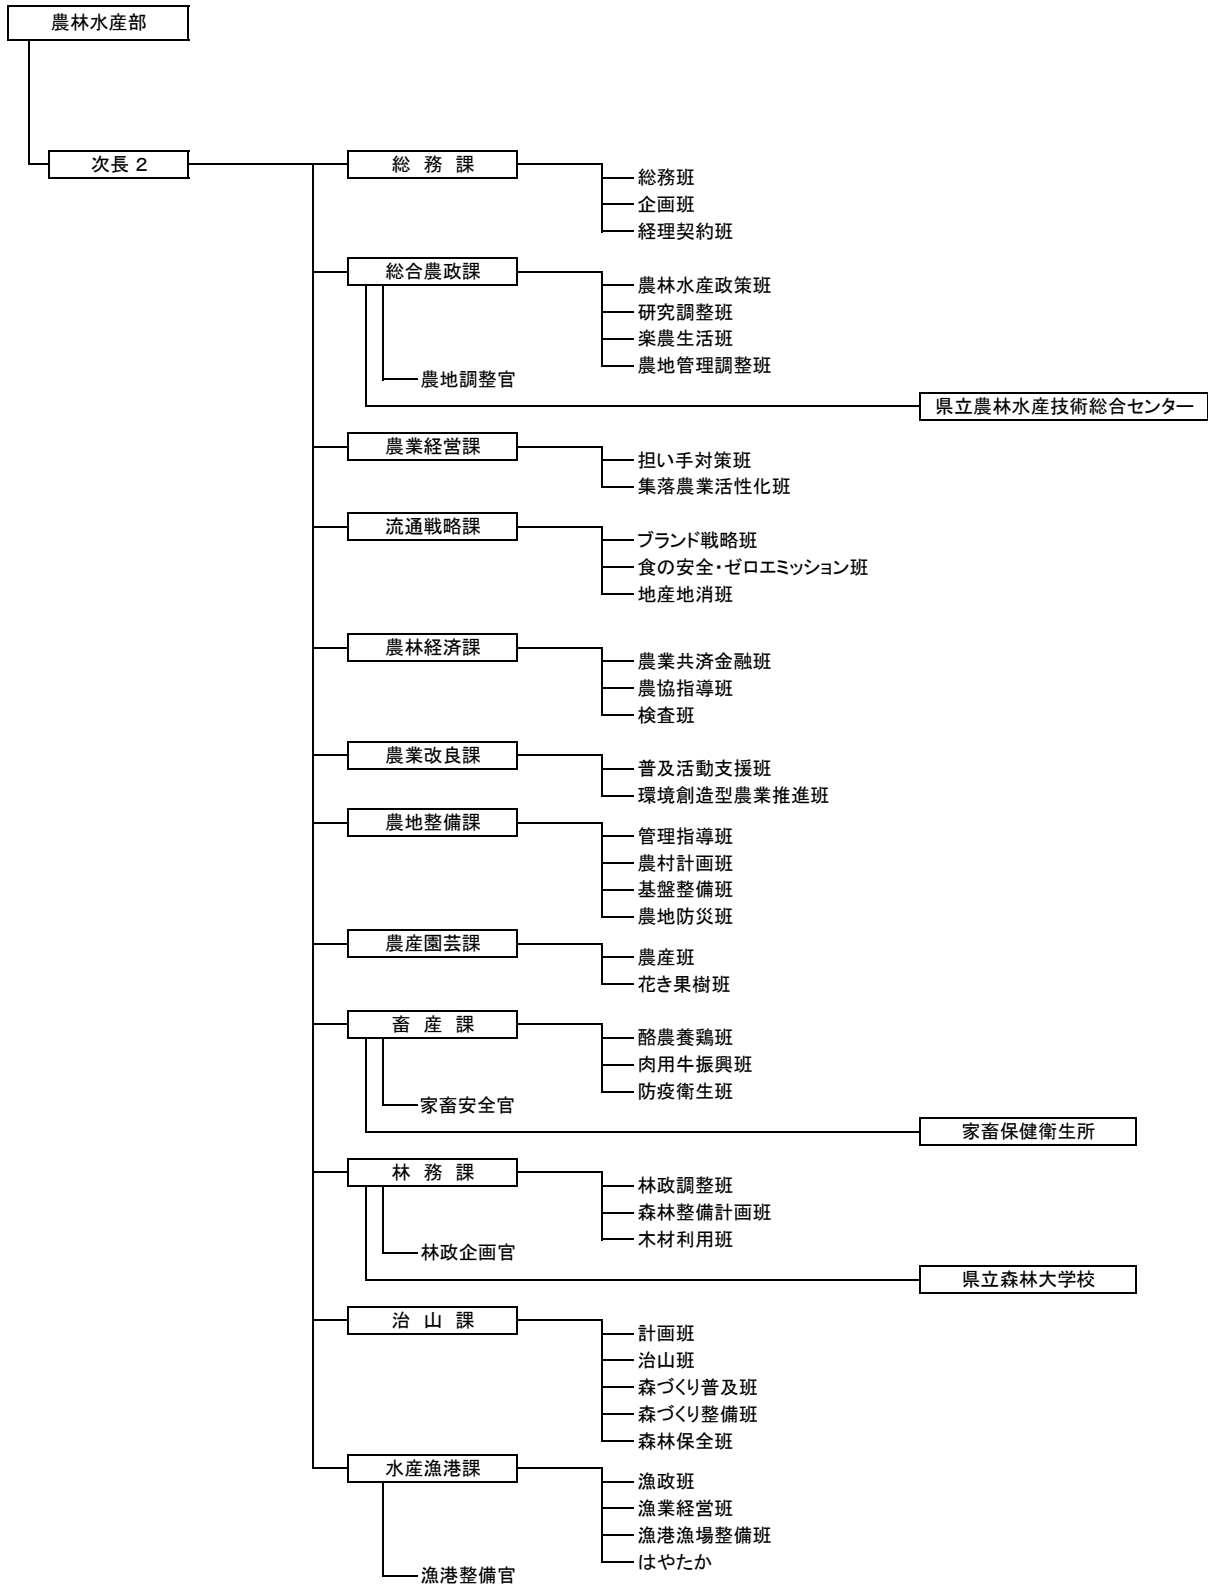 農林水産部
次長 2
総 務 課
総務班
企画班
経理契約班
総合農政課
農林水産政策班
研究調整班
楽農生活班
農地管理調整班
農地調整官
県立農林水産技術総合センター
農業経営課
担い手対策班
集落農業活性化班
流通戦略課
ブランド戦略班
食の安全・ゼロエミッション班
地産地消班
農林経済課
農業共済金融班
農協指導班
検査班
農業改良課
普及活動支援班
環境創造型農業推進班
農地整備課
管理指導班
農村計画班
基盤整備班
農地防災班
農産園芸課
農産班
花き果樹班
畜 産 課
酪農養鶏班
肉用牛振興班
防疫衛生班
家畜安全官
家畜保健衛生所
林 務 課
林政調整班
森林整備計画班
木材利用班
林政企画官
県立森林大学校
治 山 課
計画班
治山班
森づくり普及班
森づくり整備班
森林保全班
水産漁港課
漁政班
漁業経営班
漁港漁場整備班
はやたか
漁港整備官